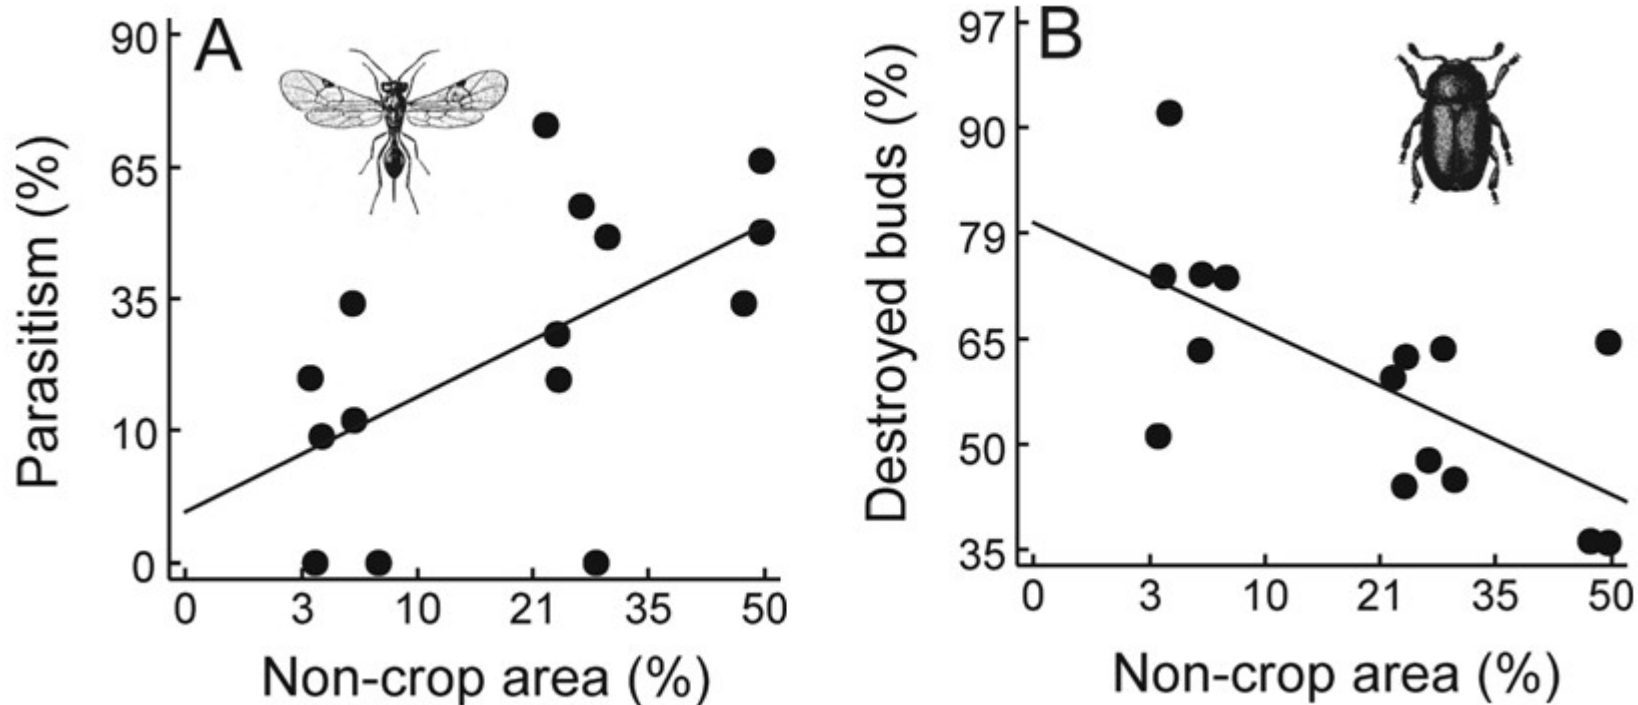 A
Parasitism (%)
90
65
35
10
0
0 3 10 21 35 50
Non-crop area (%)
B
Destroyed buds (%)
97
90
79
65
50
35
0 3 10 21 35 50
Non-crop area (%)